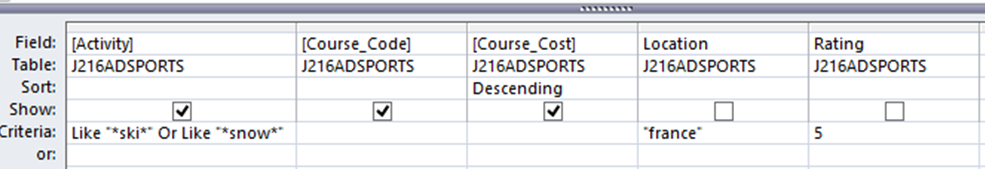 Field: [Activity] [Course_Code] [Course_Cost] Location Rating
Table: J216ADSPORTS J216ADSPORTS J216ADSPORTS J216ADSPORTS J216ADSPORTS
Sort: Descending
Show:
Criteria: Like "*ski*" Or Like "*snow*" "france" 5
or: